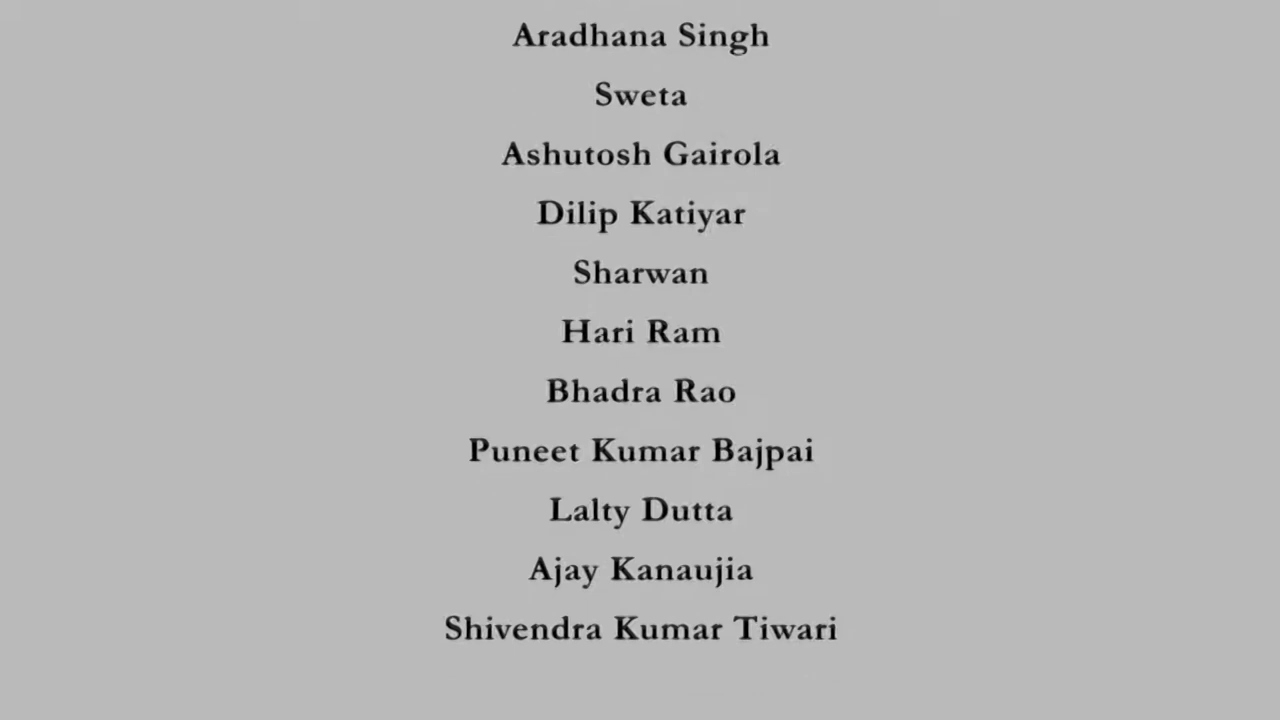 Aradhana Singh
Sweta
Ashutosh Gairola
Dilip Katiyar
Sharwan
Hari Ram
Bhadra Rao
Puneet Kumar Bajpai
Lalty Dutta
Ajay Kanaujia
Shivendra Kumar Tiwari